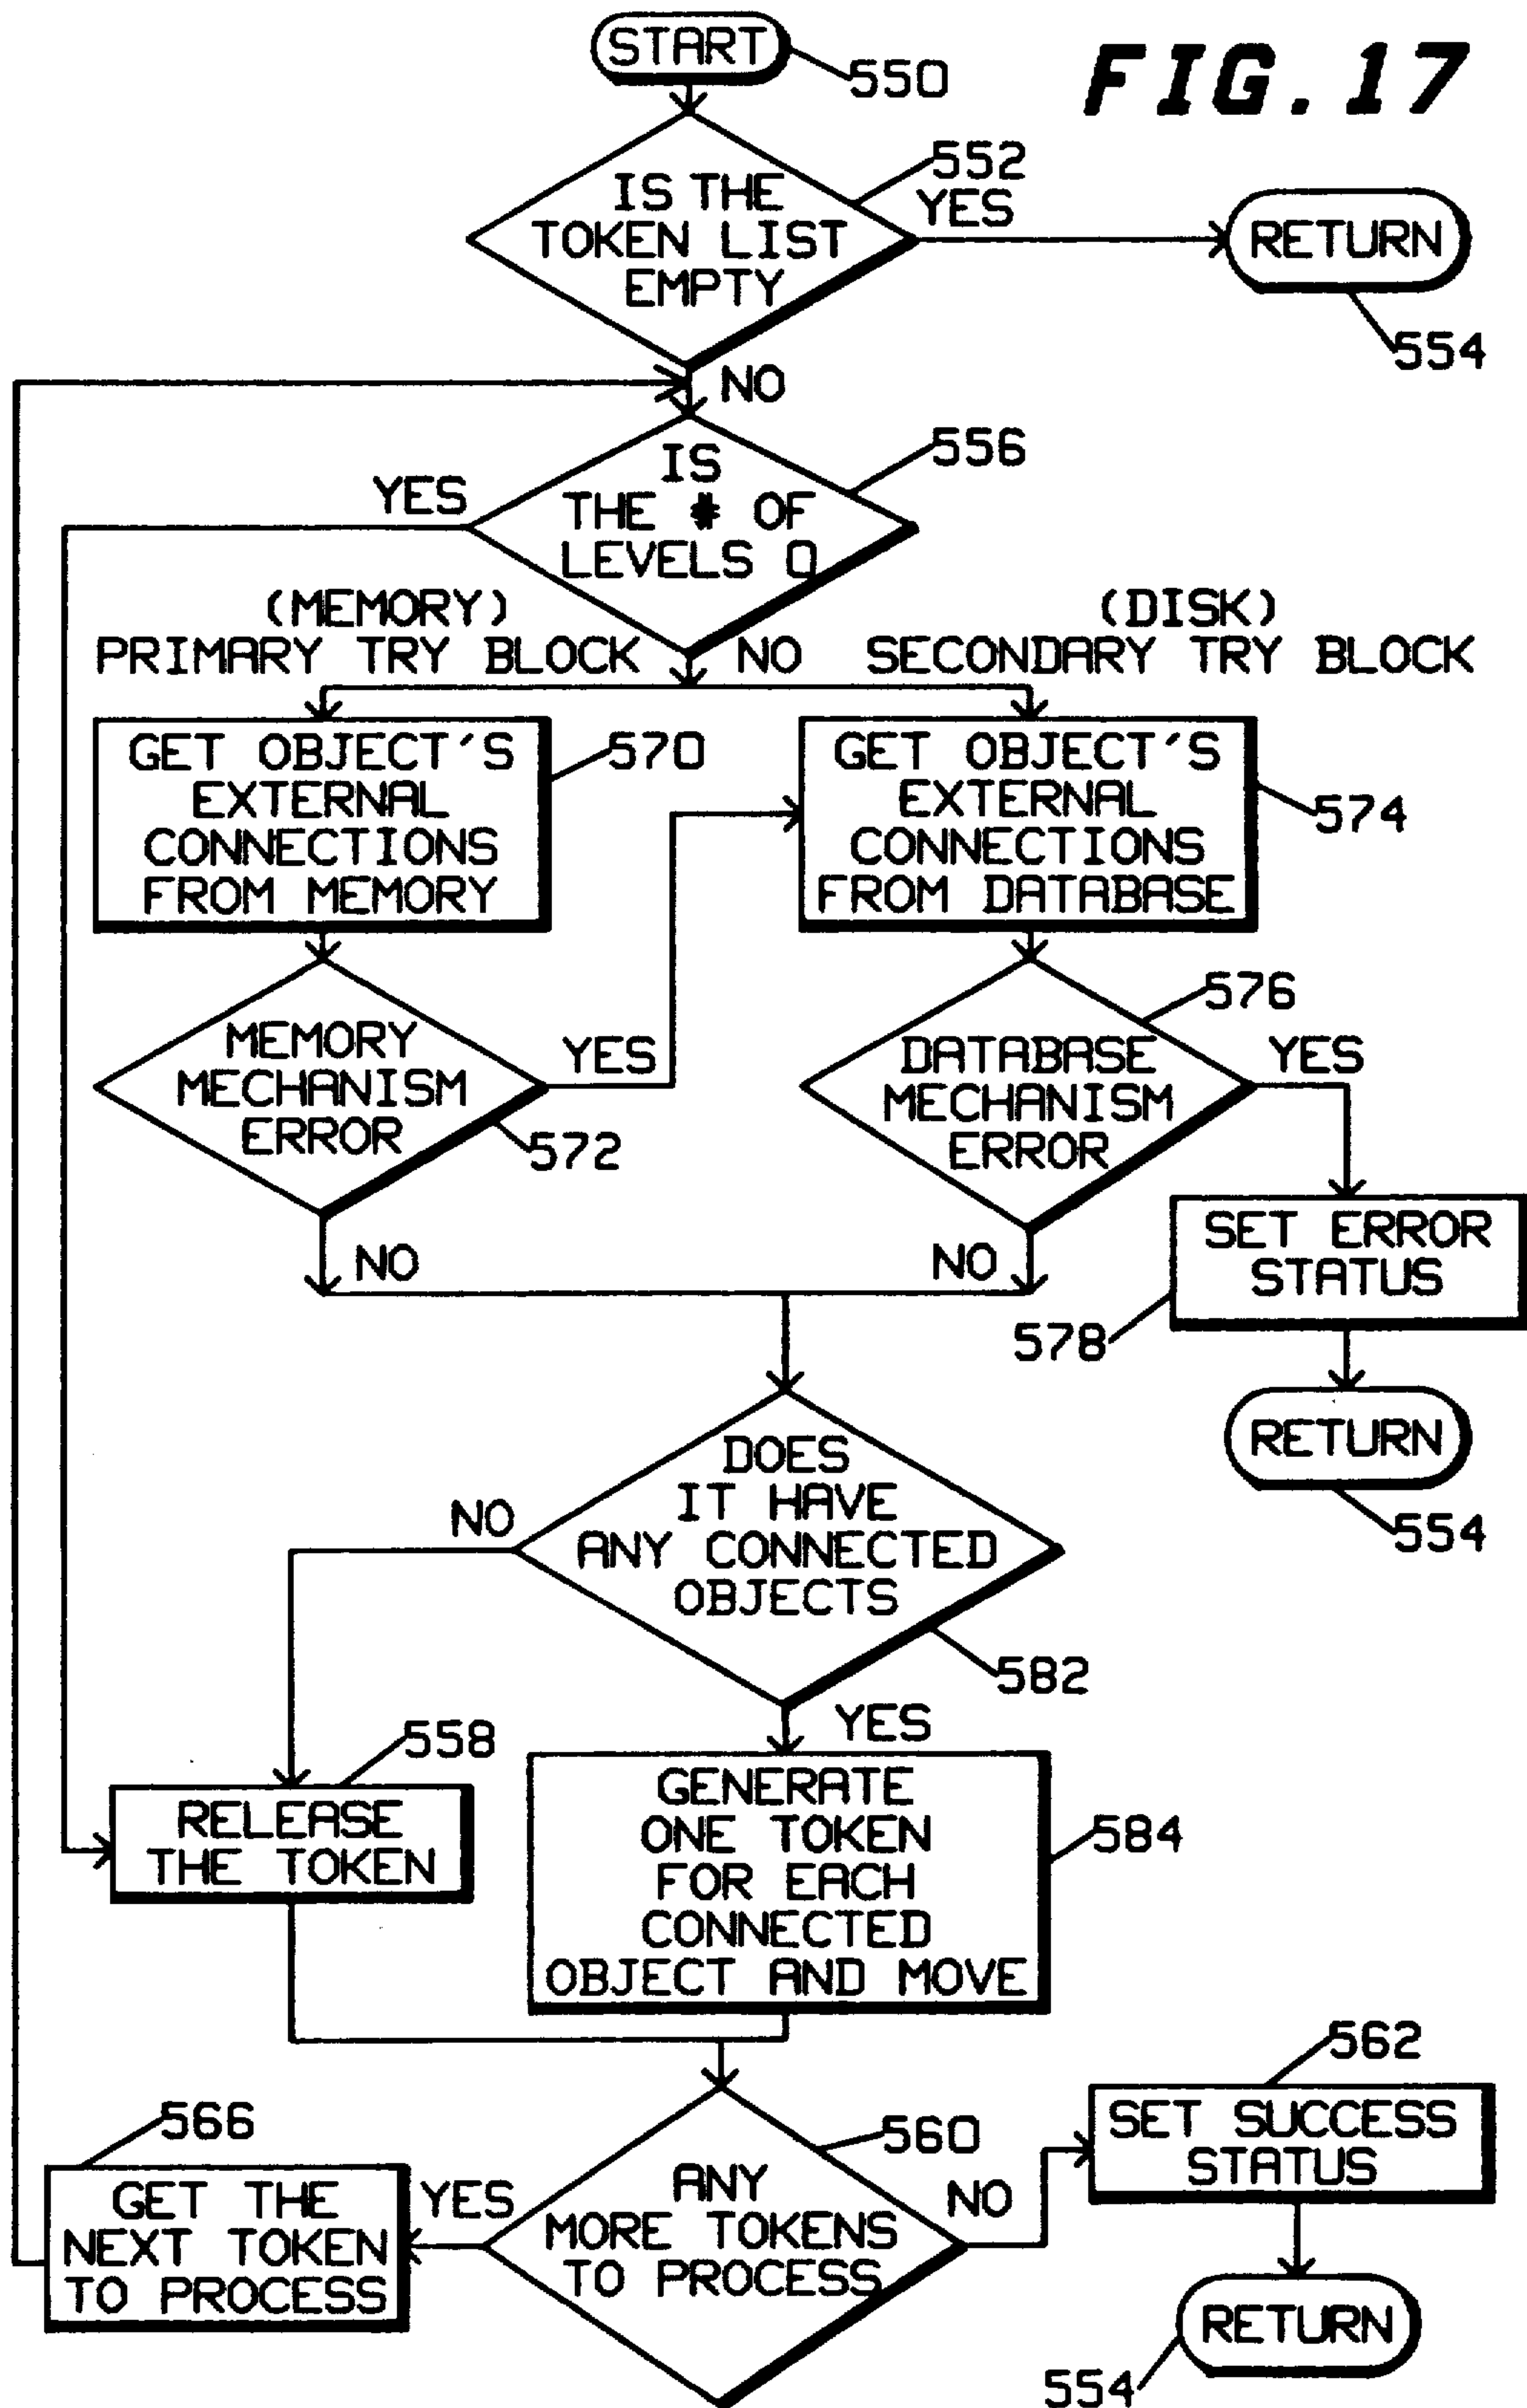 START
550
FIG. 17
552
IS THE
TOKEN LIST
EMPTY
YES
RETURN
554
NO
556
IS
THE # OF
LEVELS 0
YES
(MEMORY)
PRIMARY TRY BLOCK
NO
(DISK)
SECONDARY TRY BLOCK
GET OBJECT'S
EXTERNAL
CONNECTIONS
FROM MEMORY
570
GET OBJECT'S
EXTERNAL
CONNECTIONS
FROM DATABASE
574
MEMORY
MECHANISM
ERROR
YES
572
576
DATABASE
MECHANISM
ERROR
YES
NO
NO
SET ERROR
STATUS
578
RETURN
554
DOES
IT HAVE
ANY CONNECTED
OBJECTS
NO
582
YES
558
RELEASE
THE TOKEN
GENERATE
ONE TOKEN
FOR EACH
CONNECTED
OBJECT AND MOVE
584
566
GET THE
NEXT TOKEN
TO PROCESS
YES
560
ANY
MORE TOKENS
TO PROCESS
NO
562
SET SUCCESS
STATUS
RETURN
554